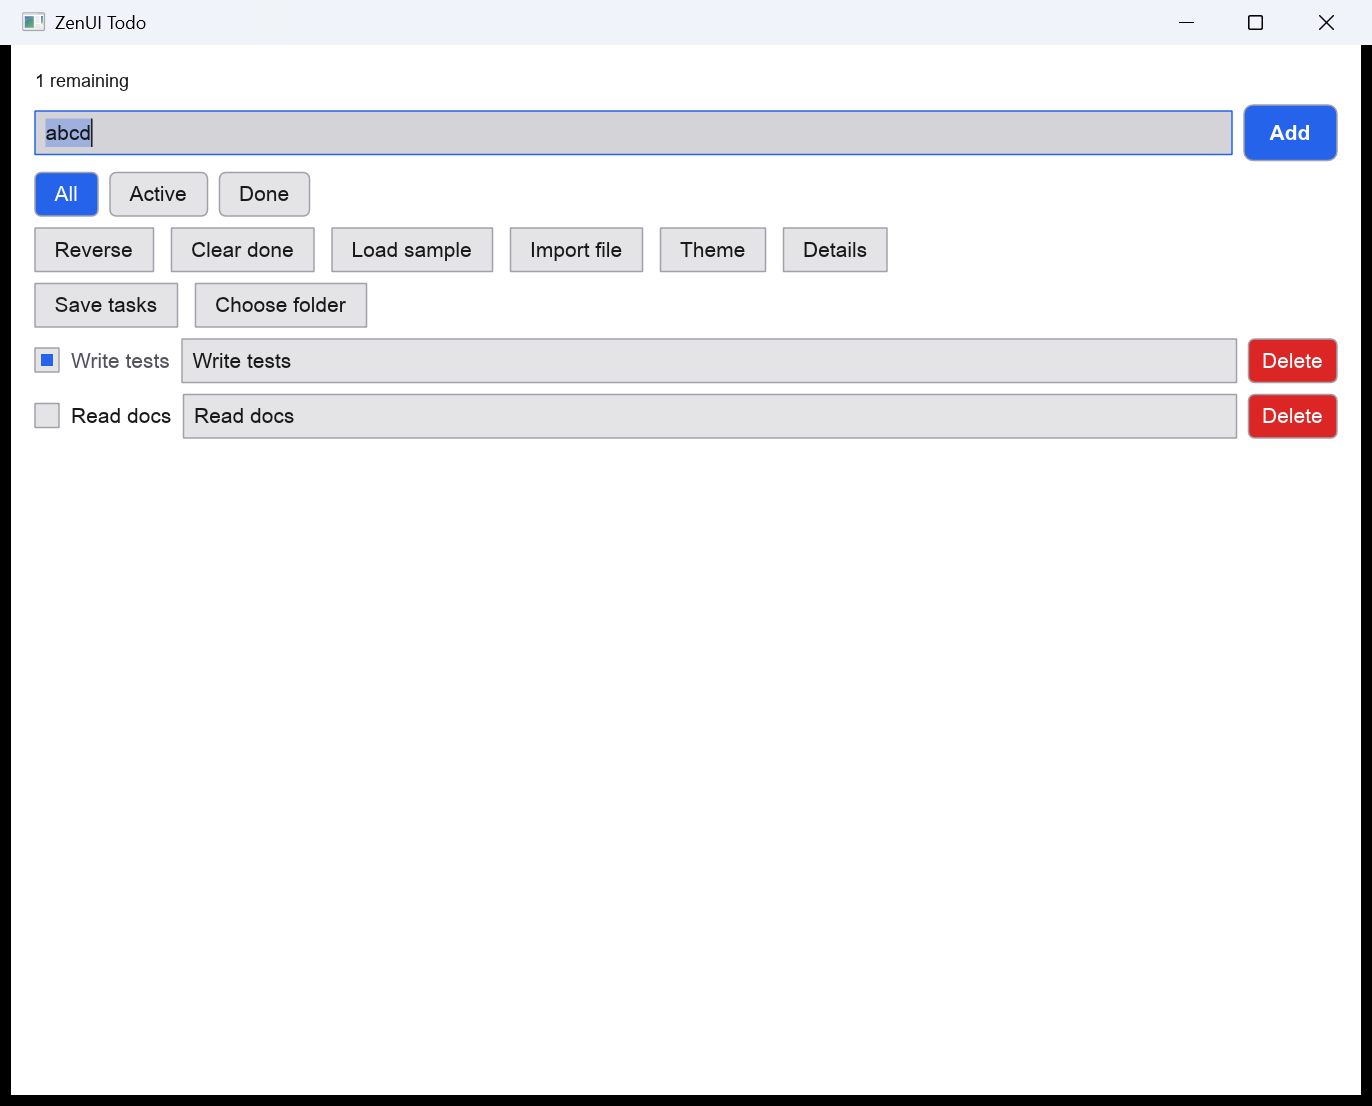 ZenUI Todo
1 remaining
abcd Add
All Active Done
Reverse Clear done Load sample Import file Theme Details
Save tasks Choose folder
Write tests Write tests Delete
Read docs Read docs Delete